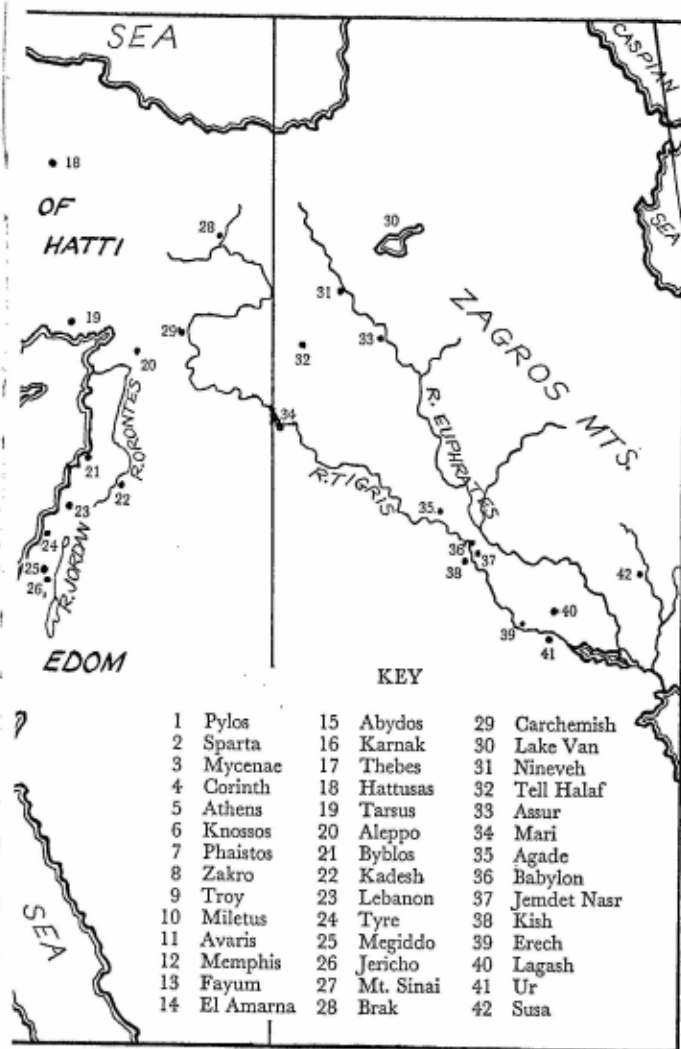 SEA
CASPIAN
SEA
18
OF
HATTI
28
30
31
ZAGROS MTS.
19
29
33
20
32
R. ORONTES
34
R. EUPHRATES
R. TIGRIS
21
22
23
35
24
R. JORDAN
36
37
25
38
26
42
40
39
41
EDOM
KEY
1 Pylos 15 Abydos 29 Carchemish
2 Sparta 16 Karnak 30 Lake Van
3 Mycenae 17 Thebes 31 Nineveh
4 Corinth 18 Hattusas 32 Tell Halaf
5 Athens 19 Tarsus 33 Assur
6 Knossos 20 Aleppo 34 Mari
7 Phaistos 21 Byblos 35 Agade
8 Zakro 22 Kadesh 36 Babylon
9 Troy 23 Lebanon 37 Jemdet Nasr
10 Miletus 24 Tyre 38 Kish
11 Avaris 25 Megiddo 39 Erech
12 Memphis 26 Jericho 40 Lagash
13 Fayum 27 Mt. Sinai 41 Ur
14 El Amarna 28 Brak 42 Susa
SEA